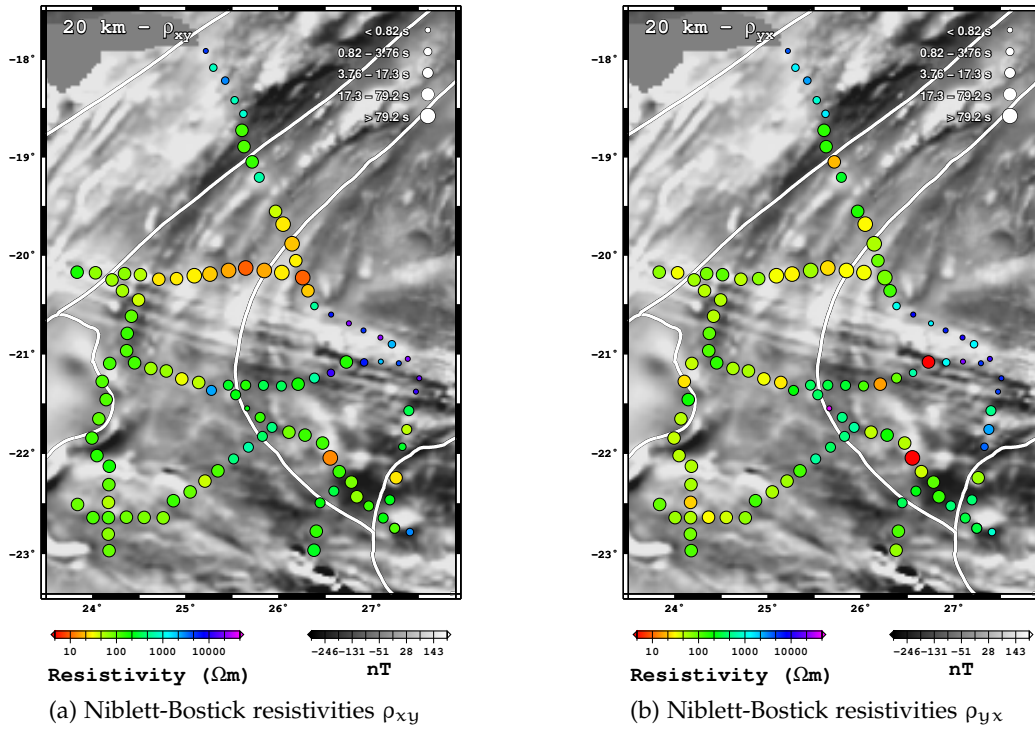 20 km - ρxy
< 0.82 s
0.82 – 3.76 s
3.76 – 17.3 s
17.3 – 79.2 s
> 79.2 s
-18°
-19°
-20°
-21°
-22°
-23°
24° 25° 26° 27°
10 100 1000 10000
Resistivity (Ωm)
-246 -131 -51 28 143
nT
(a) Niblett-Bostick resistivities ρxy
20 km - ρyx
< 0.82 s
0.82 – 3.76 s
3.76 – 17.3 s
17.3 – 79.2 s
> 79.2 s
-18°
-19°
-20°
-21°
-22°
-23°
24° 25° 26° 27°
10 100 1000 10000
Resistivity (Ωm)
-246 -131 -51 28 143
nT
(b) Niblett-Bostick resistivities ρyx